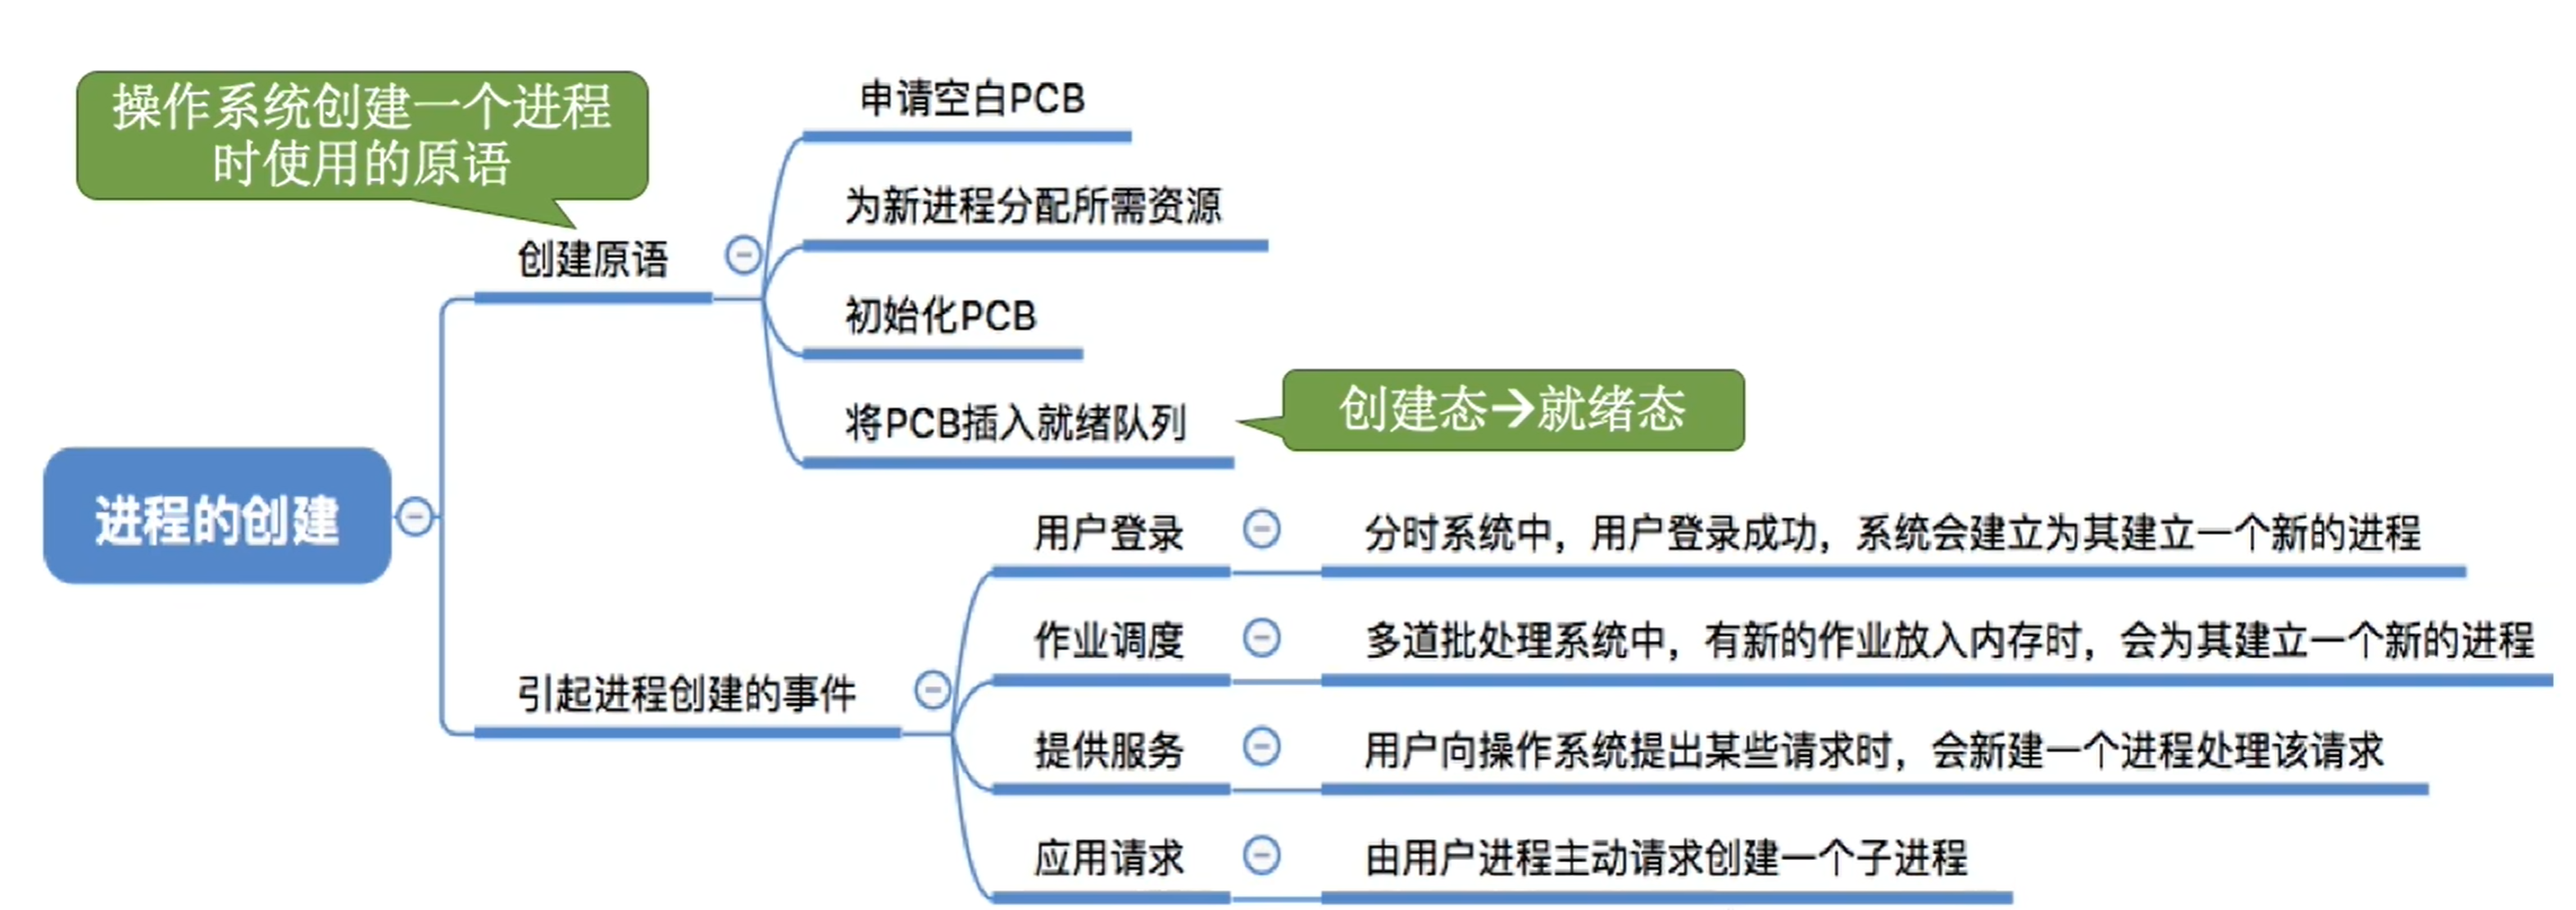 操作系统创建一个进程
时使用的原语
申请空白PCB
为新进程分配所需资源
创建原语
初始化PCB
将PCB插入就绪队列
创建态→就绪态
进程的创建
用户登录
分时系统中，用户登录成功，系统会建立为其建立一个新的进程
作业调度
多道批处理系统中，有新的作业放入内存时，会为其建立一个新的进程
引起进程创建的事件
提供服务
用户向操作系统提出某些请求时，会新建一个进程处理该请求
应用请求
由用户进程主动请求创建一个子进程